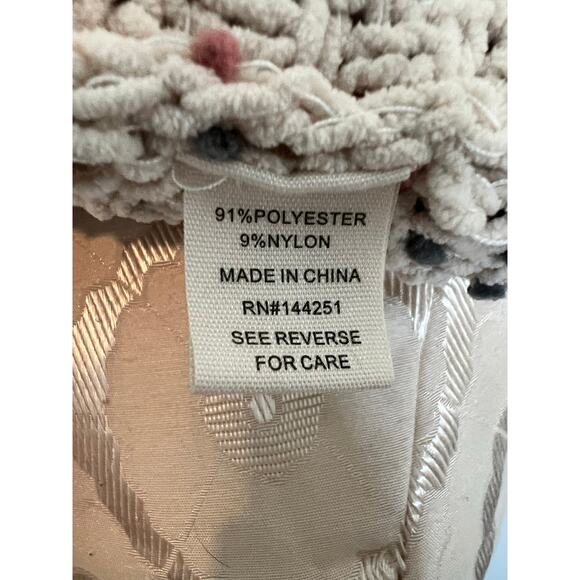 91%POLYESTER
9%NYLON
MADE IN CHINA
RN#144251
SEE REVERSE
FOR CARE